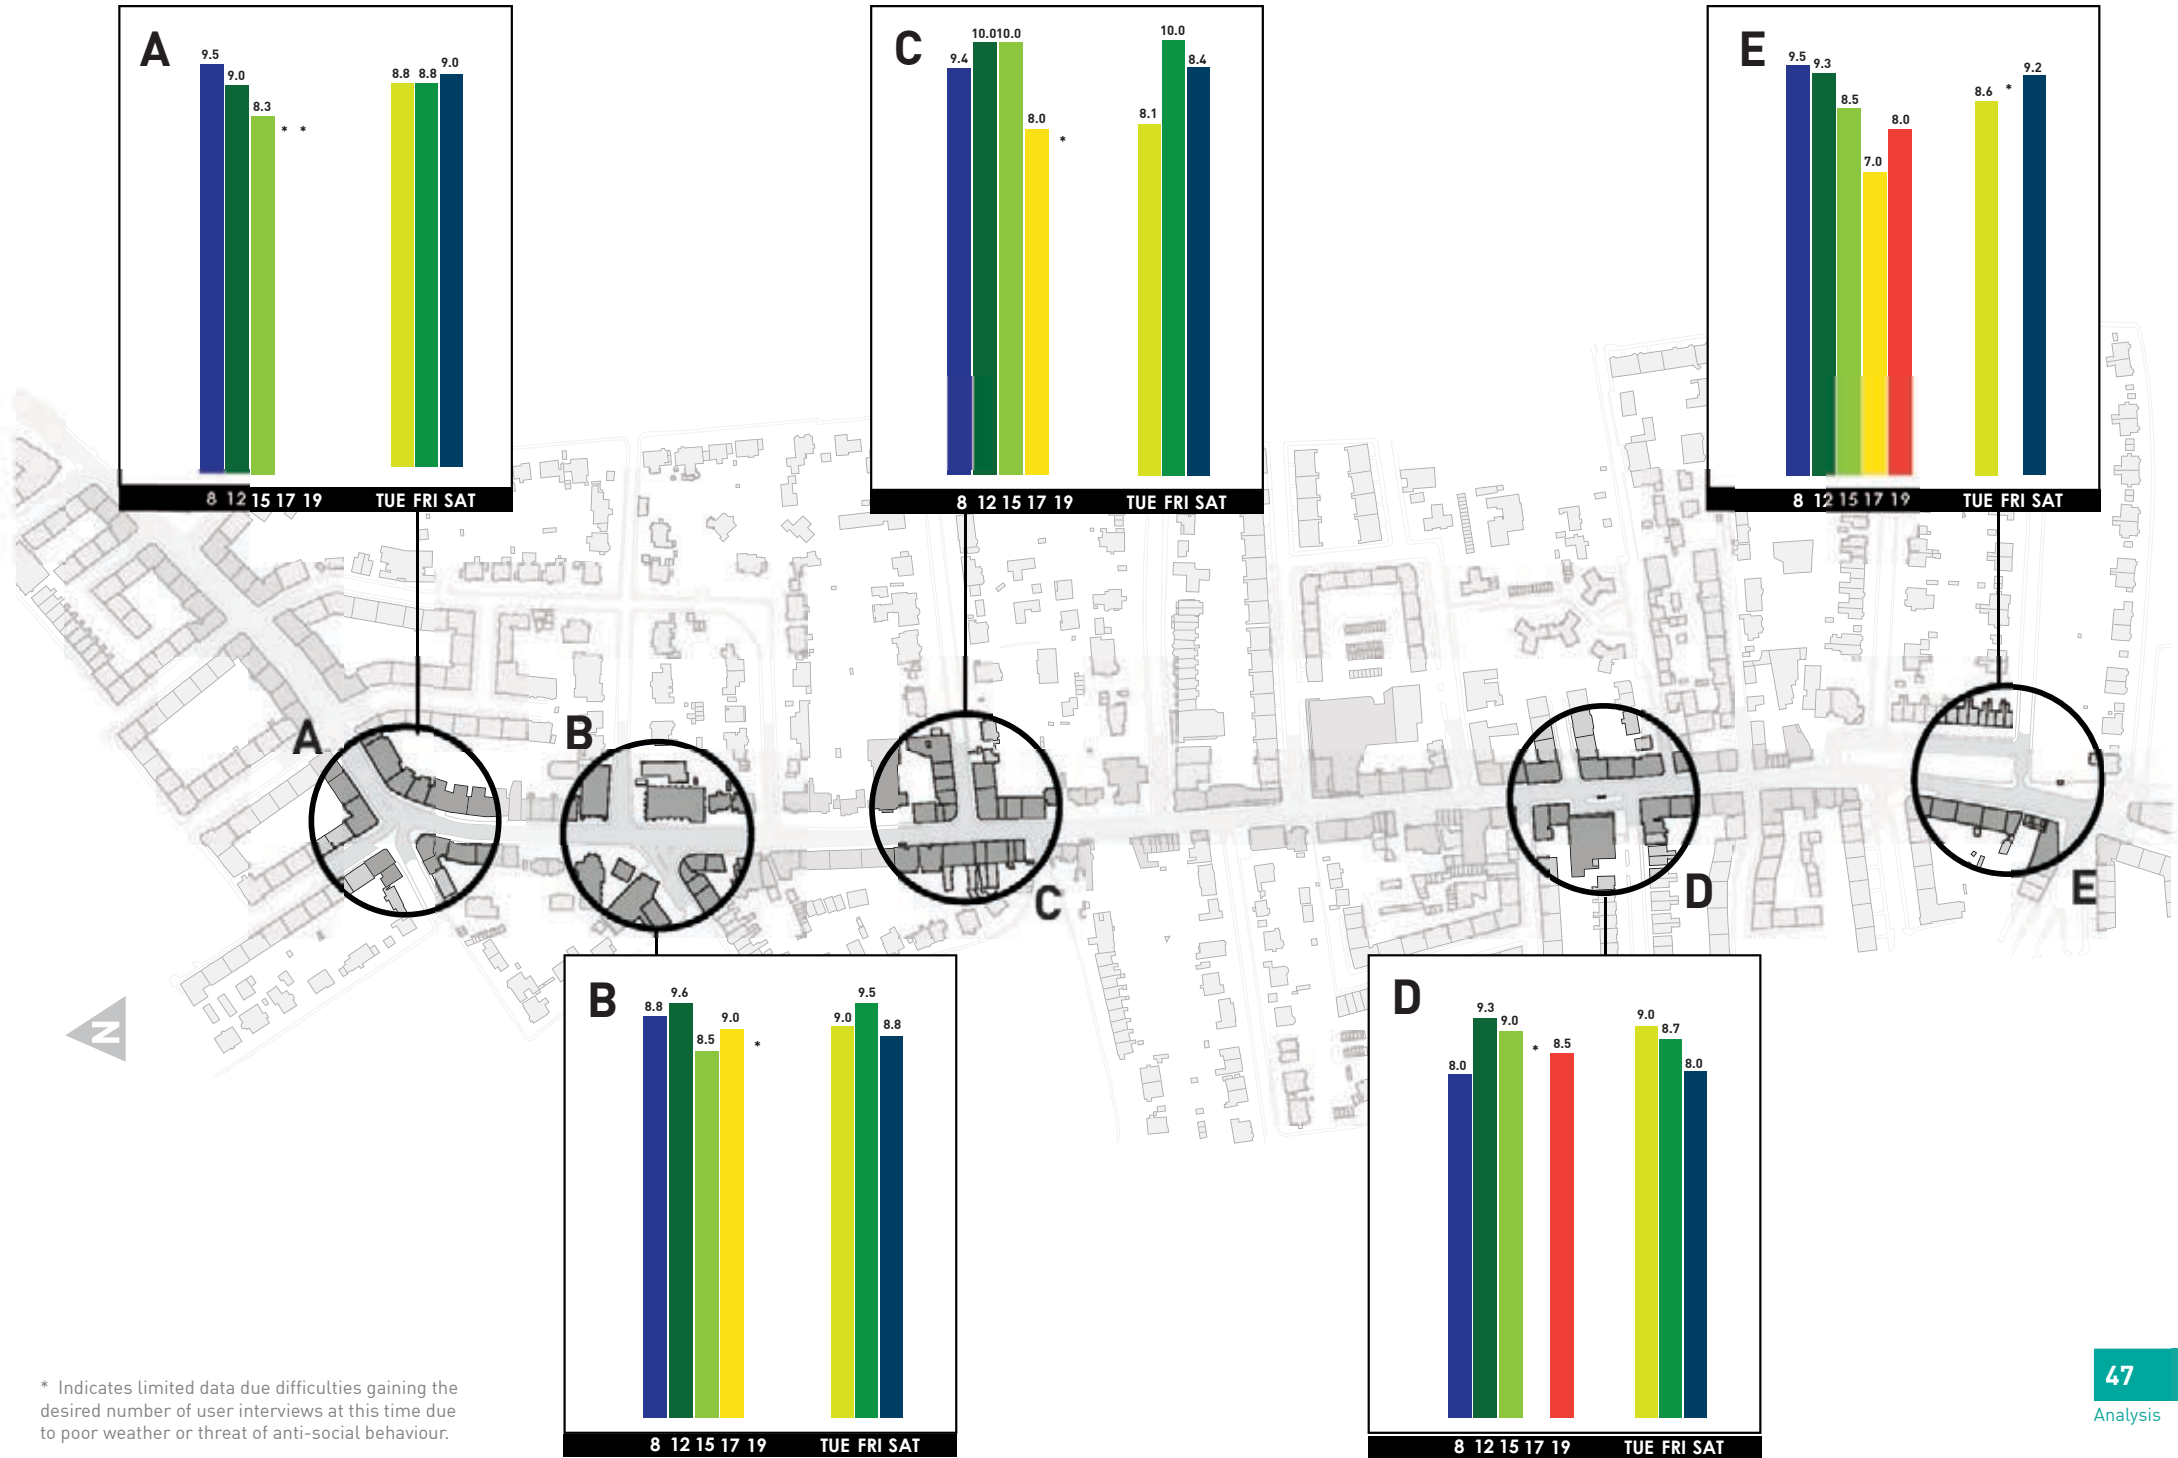 A
9.5
9.0
8.3
* *
8.8 8.8 9.0
8 12 15 17 19 TUE FRI SAT
C
9.4
10.0 10.0
8.0
*
8.1
10.0
8.4
8 12 15 17 19 TUE FRI SAT
E
9.5 9.3
8.5
7.0
8.0
8.6
*
9.2
8 12 15 17 19 TUE FRI SAT
A
B
C
D
E
N
B
8.8
9.6
8.5
9.0
*
9.0
9.5
8.8
8 12 15 17 19 TUE FRI SAT
D
8.0
9.3
9.0
*
8.5
9.0
8.7
8.0
8 12 15 17 19 TUE FRI SAT
* Indicates limited data due difficulties gaining the
desired number of user interviews at this time due
to poor weather or threat of anti-social behaviour.
47
Analysis